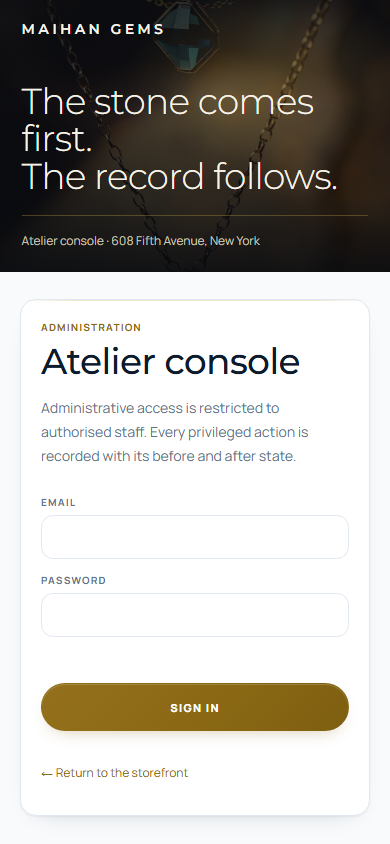 MAIHAN GEMS
The stone comes
first.
The record follows.
Atelier console · 608 Fifth Avenue, New York
ADMINISTRATION
Atelier console
Administrative access is restricted to
authorised staff. Every privileged action is
recorded with its before and after state.
EMAIL
PASSWORD
SIGN IN
← Return to the storefront